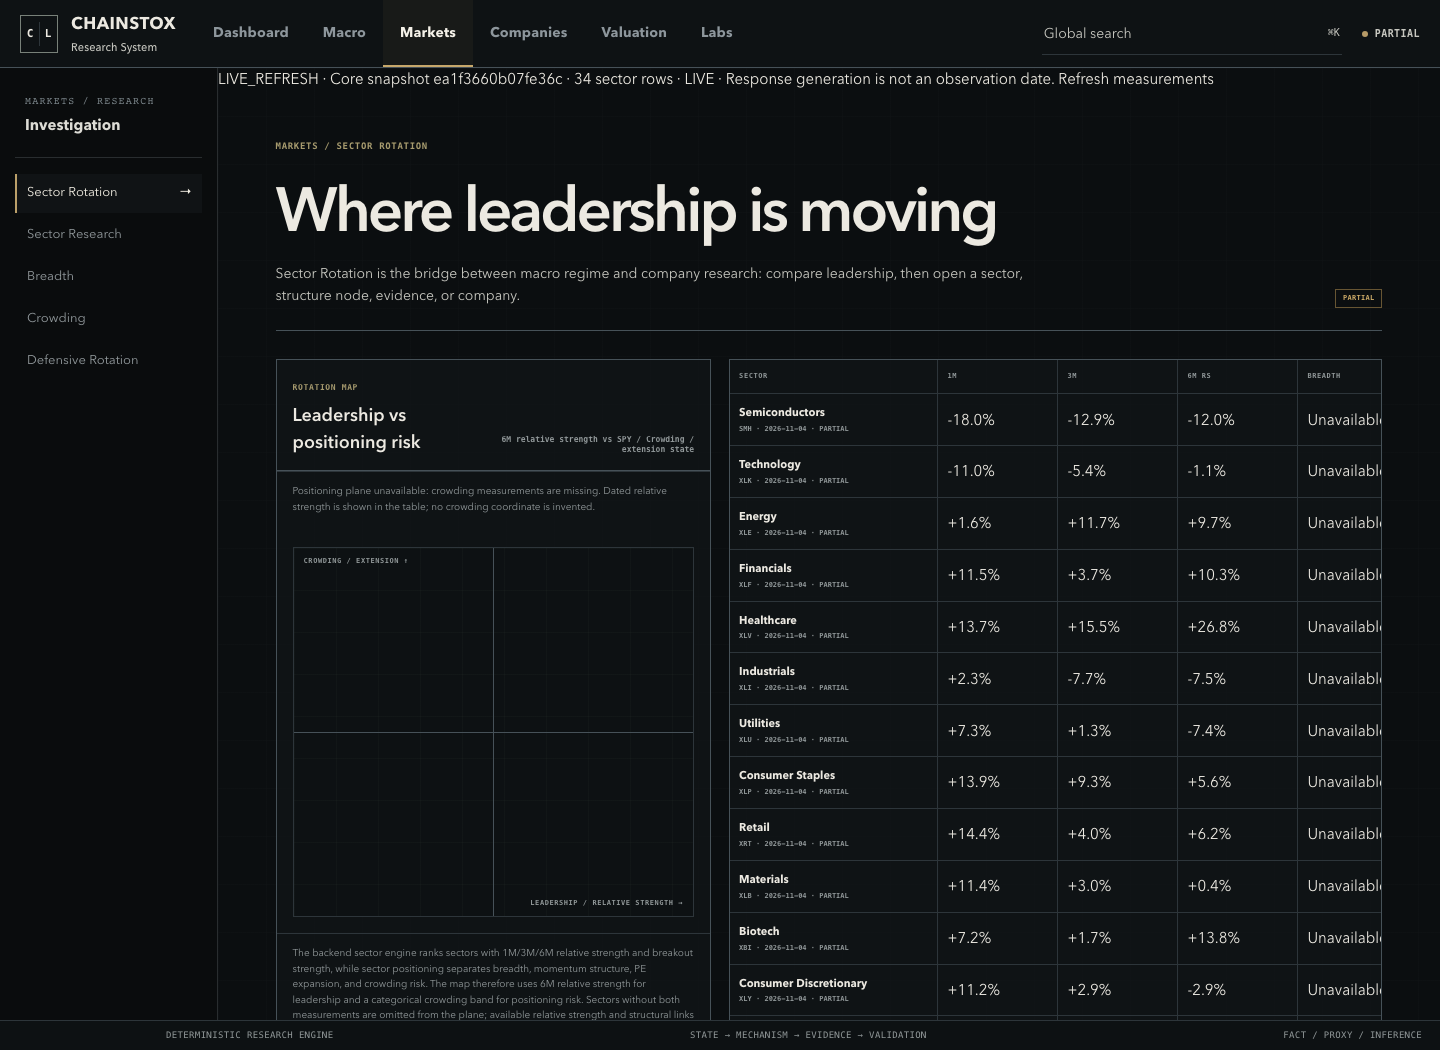 C L
CHAINSTOX
Research System
Dashboard
Macro
Markets
Companies
Valuation
Labs
Global search
⌘K
PARTIAL
LIVE_REFRESH · Core snapshot ea1f3660b07fe36c · 34 sector rows · LIVE · Response generation is not an observation date. Refresh measurements
MARKETS / RESEARCH
Investigation
Sector Rotation →
Sector Research
Breadth
Crowding
Defensive Rotation
MARKETS / SECTOR ROTATION
Where leadership is moving
Sector Rotation is the bridge between macro regime and company research: compare leadership, then open a sector,
structure node, evidence, or company.
PARTIAL
ROTATION MAP
Leadership vs
positioning risk
6M relative strength vs SPY / Crowding /
extension state
Positioning plane unavailable: crowding measurements are missing. Dated relative
strength is shown in the table; no crowding coordinate is invented.
CROWDING / EXTENSION ↑
LEADERSHIP / RELATIVE STRENGTH →
The backend sector engine ranks sectors with 1M/3M/6M relative strength and breakout
strength, while sector positioning separates breadth, momentum structure, PE
expansion, and crowding risk. The map therefore uses 6M relative strength for
leadership and a categorical crowding band for positioning risk. Sectors without both
measurements are omitted from the plane; available relative strength and structural links
SECTOR 1M 3M 6M RS BREADTH
Semiconductors
SMH · 2026-11-04 · PARTIAL
-18.0% -12.9% -12.0% Unavailable
Technology
XLK · 2026-11-04 · PARTIAL
-11.0% -5.4% -1.1% Unavailable
Energy
XLE · 2026-11-04 · PARTIAL
+1.6% +11.7% +9.7% Unavailable
Financials
XLF · 2026-11-04 · PARTIAL
+11.5% +3.7% +10.3% Unavailable
Healthcare
XLV · 2026-11-04 · PARTIAL
+13.7% +15.5% +26.8% Unavailable
Industrials
XLI · 2026-11-04 · PARTIAL
+2.3% -7.7% -7.5% Unavailable
Utilities
XLU · 2026-11-04 · PARTIAL
+7.3% +1.3% -7.4% Unavailable
Consumer Staples
XLP · 2026-11-04 · PARTIAL
+13.9% +9.3% +5.6% Unavailable
Retail
XRT · 2026-11-04 · PARTIAL
+14.4% +4.0% +6.2% Unavailable
Materials
XLB · 2026-11-04 · PARTIAL
+11.4% +3.0% +0.4% Unavailable
Biotech
XBI · 2026-11-04 · PARTIAL
+7.2% +1.7% +13.8% Unavailable
Consumer Discretionary
XLY · 2026-11-04 · PARTIAL
+11.2% +2.9% -2.9% Unavailable
DETERMINISTIC RESEARCH ENGINE
STATE → MECHANISM → EVIDENCE → VALIDATION
FACT / PROXY / INFERENCE